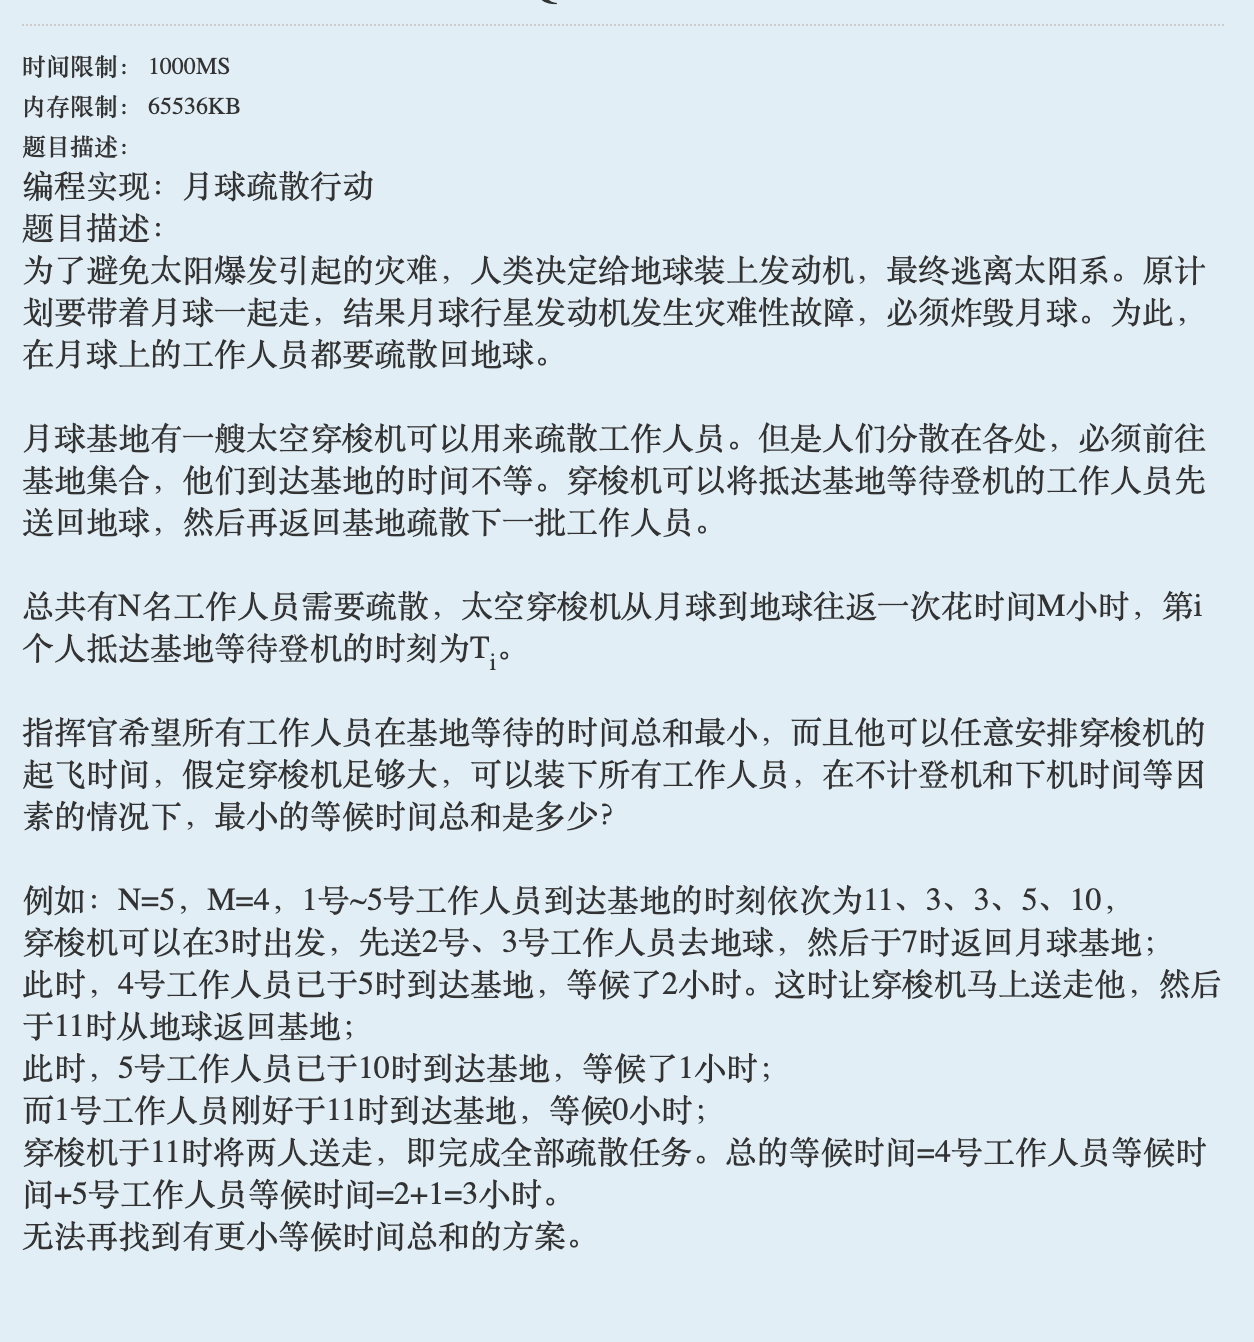 时间限制： 1000MS
内存限制： 65536KB
题目描述：
编程实现：月球疏散行动
题目描述：
为了避免太阳爆发引起的灾难，人类决定给地球装上发动机，最终逃离太阳系。原计
划要带着月球一起走，结果月球行星发动机发生灾难性故障，必须炸毁月球。为此，
在月球上的工作人员都要疏散回地球。
月球基地有一艘太空穿梭机可以用来疏散工作人员。但是人们分散在各处，必须前往
基地集合，他们到达基地的时间不等。穿梭机可以将抵达基地等待登机的工作人员先
送回地球，然后再返回基地疏散下一批工作人员。
总共有N名工作人员需要疏散，太空穿梭机从月球到地球往返一次花时间M小时，第i
个人抵达基地等待登机的时刻为Ti。
指挥官希望所有工作人员在基地等待的时间总和最小，而且他可以任意安排穿梭机的
起飞时间，假定穿梭机足够大，可以装下所有工作人员，在不计登机和下机时间等因
素的情况下，最小的等候时间总和是多少?
例如：N=5，M=4，1号~5号工作人员到达基地的时刻依次为11、3、3、5、10，
穿梭机可以在3时出发，先送2号、3号工作人员去地球，然后于7时返回月球基地；
此时，4号工作人员已于5时到达基地，等候了2小时。这时让穿梭机马上送走他，然后
于11时从地球返回基地；
此时，5号工作人员已于10时到达基地，等候了1小时；
而1号工作人员刚好于11时到达基地，等候0小时；
穿梭机于11时将两人送走，即完成全部疏散任务。总的等候时间=4号工作人员等候时
间+5号工作人员等候时间=2+1=3小时。
无法再找到有更小等候时间总和的方案。